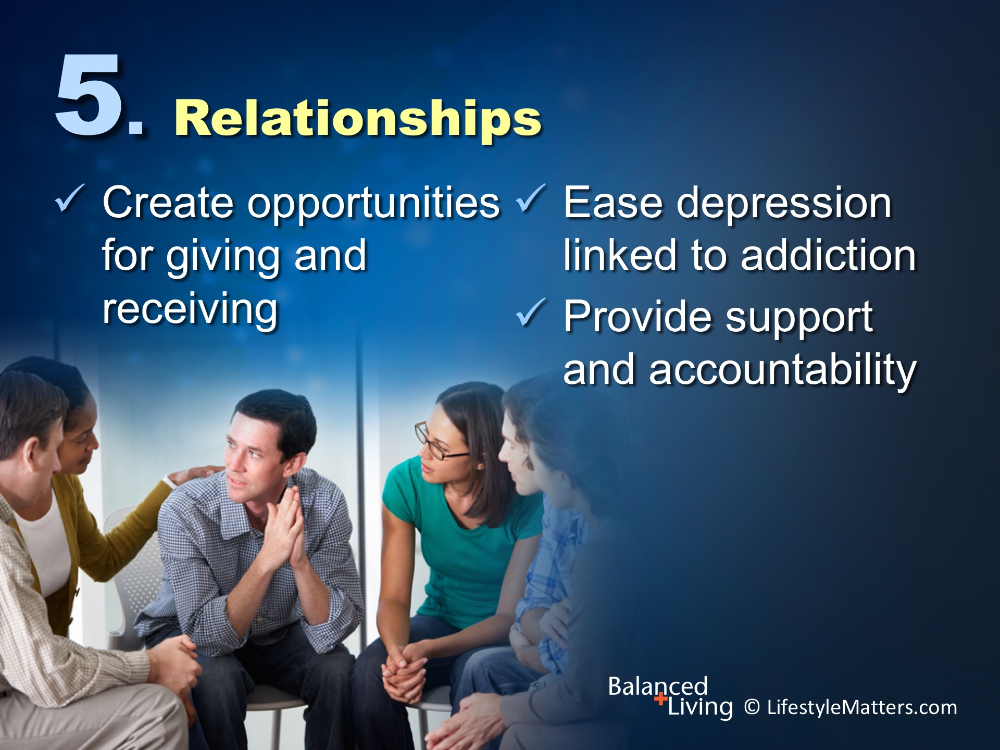 5. Relationships
✓ Create opportunities
for giving and
receiving
✓ Ease depression
linked to addiction
✓ Provide support
and accountability
Balanced
Living © LifestyleMatters.com